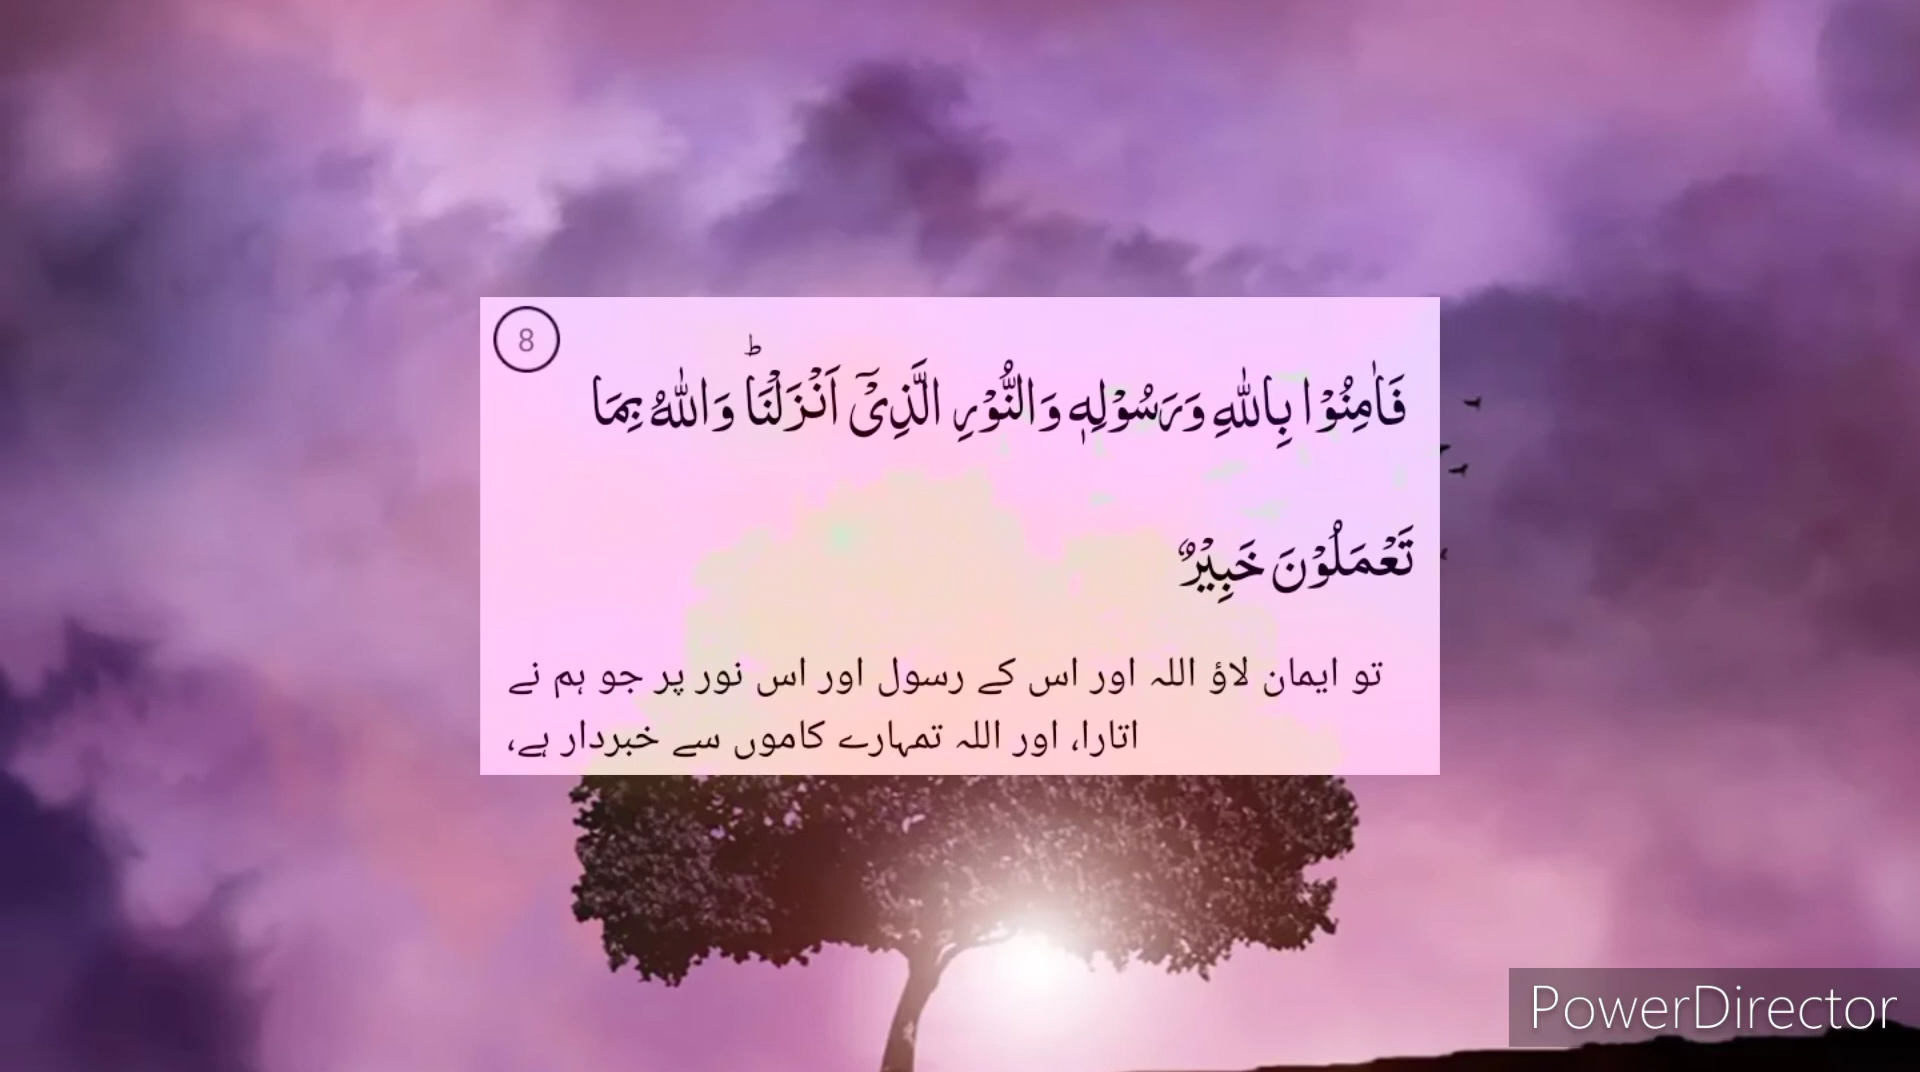 8
فَاٰمِنُوْا بِاللّٰهِ وَرَسُوْلِهٖ وَالنُّوْرِ الَّذِیْۤ اَنْزَلْنَاؕ وَاللّٰهُ بِمَا
تَعْمَلُوْنَ خَبِیْرٌ
تو ایمان لاؤ اللہ اور اس کے رسول اور اس نور پر جو ہم نے
اتارا، اور اللہ تمہارے کاموں سے خبردار ہے،
PowerDirector